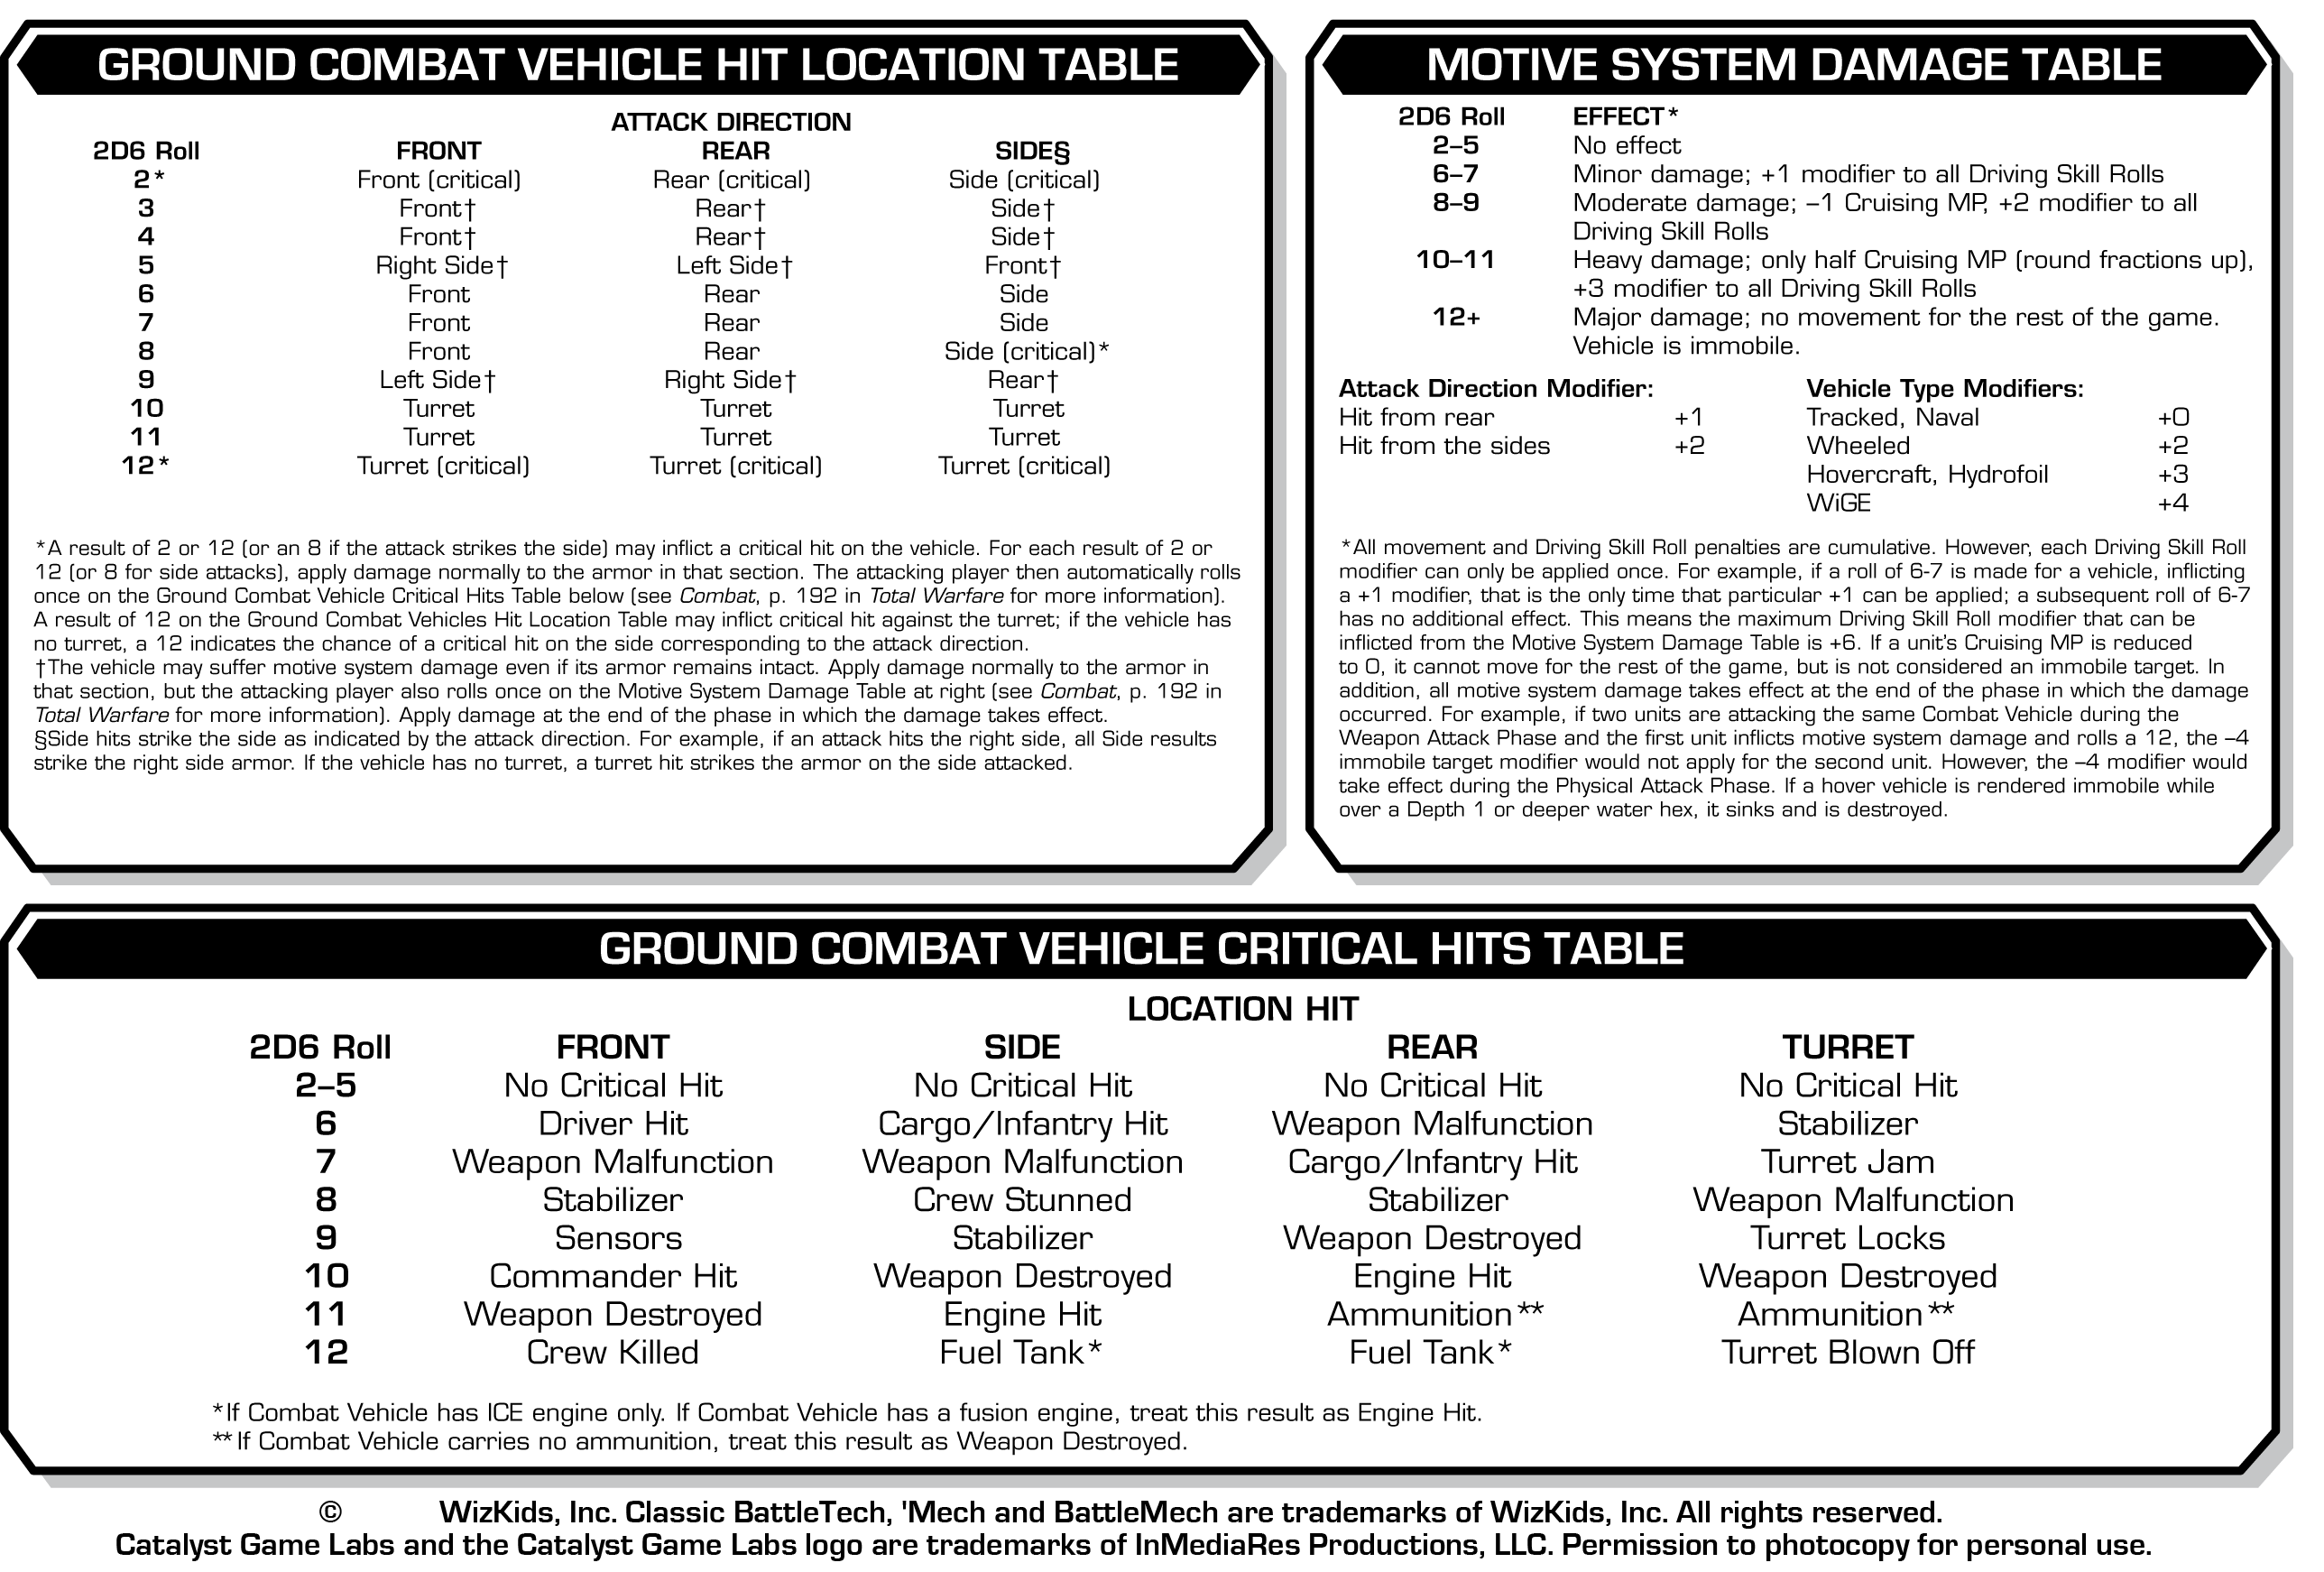 GROUND COMBAT VEHICLE HIT LOCATION TABLE
ATTACK DIRECTION
2D6 Roll FRONT REAR SIDE§
2* Front (critical) Rear (critical) Side (critical)
3 Front† Rear† Side†
4 Front† Rear† Side†
5 Right Side† Left Side† Front†
6 Front Rear Side
7 Front Rear Side
8 Front Rear Side (critical)*
9 Left Side† Right Side† Rear†
10 Turret Turret Turret
11 Turret Turret Turret
12* Turret (critical) Turret (critical) Turret (critical)
*A result of 2 or 12 (or an 8 if the attack strikes the side) may inflict a critical hit on the vehicle. For each result of 2 or
12 (or 8 for side attacks), apply damage normally to the armor in that section. The attacking player then automatically rolls
once on the Ground Combat Vehicle Critical Hits Table below (see Combat, p. 192 in Total Warfare for more information).
A result of 12 on the Ground Combat Vehicles Hit Location Table may inflict critical hit against the turret; if the vehicle has
no turret, a 12 indicates the chance of a critical hit on the side corresponding to the attack direction.
†The vehicle may suffer motive system damage even if its armor remains intact. Apply damage normally to the armor in
that section, but the attacking player also rolls once on the Motive System Damage Table at right (see Combat, p. 192 in
Total Warfare for more information). Apply damage at the end of the phase in which the damage takes effect.
§Side hits strike the side as indicated by the attack direction. For example, if an attack hits the right side, all Side results
strike the right side armor. If the vehicle has no turret, a turret hit strikes the armor on the side attacked.
MOTIVE SYSTEM DAMAGE TABLE
2D6 Roll EFFECT*
2–5 No effect
6–7 Minor damage; +1 modifier to all Driving Skill Rolls
8–9 Moderate damage; –1 Cruising MP, +2 modifier to all
Driving Skill Rolls
10–11 Heavy damage; only half Cruising MP (round fractions up),
+3 modifier to all Driving Skill Rolls
12+ Major damage; no movement for the rest of the game.
Vehicle is immobile.
Attack Direction Modifier: Vehicle Type Modifiers:
Hit from rear +1 Tracked, Naval +0
Hit from the sides +2 Wheeled +2
Hovercraft, Hydrofoil +3
WiGE +4
*All movement and Driving Skill Roll penalties are cumulative. However, each Driving Skill Roll
modifier can only be applied once. For example, if a roll of 6-7 is made for a vehicle, inflicting
a +1 modifier, that is the only time that particular +1 can be applied; a subsequent roll of 6-7
has no additional effect. This means the maximum Driving Skill Roll modifier that can be
inflicted from the Motive System Damage Table is +6. If a unit's Cruising MP is reduced
to 0, it cannot move for the rest of the game, but is not considered an immobile target. In
addition, all motive system damage takes effect at the end of the phase in which the damage
occurred. For example, if two units are attacking the same Combat Vehicle during the
Weapon Attack Phase and the first unit inflicts motive system damage and rolls a 12, the –4
immobile target modifier would not apply for the second unit. However, the –4 modifier would
take effect during the Physical Attack Phase. If a hover vehicle is rendered immobile while
over a Depth 1 or deeper water hex, it sinks and is destroyed.
GROUND COMBAT VEHICLE CRITICAL HITS TABLE
LOCATION HIT
2D6 Roll FRONT SIDE REAR TURRET
2–5 No Critical Hit No Critical Hit No Critical Hit No Critical Hit
6 Driver Hit Cargo/Infantry Hit Weapon Malfunction Stabilizer
7 Weapon Malfunction Weapon Malfunction Cargo/Infantry Hit Turret Jam
8 Stabilizer Crew Stunned Stabilizer Weapon Malfunction
9 Sensors Stabilizer Weapon Destroyed Turret Locks
10 Commander Hit Weapon Destroyed Engine Hit Weapon Destroyed
11 Weapon Destroyed Engine Hit Ammunition** Ammunition**
12 Crew Killed Fuel Tank* Fuel Tank* Turret Blown Off
*If Combat Vehicle has ICE engine only. If Combat Vehicle has a fusion engine, treat this result as Engine Hit.
**If Combat Vehicle carries no ammunition, treat this result as Weapon Destroyed.
© WizKids, Inc. Classic BattleTech, 'Mech and BattleMech are trademarks of WizKids, Inc. All rights reserved.
Catalyst Game Labs and the Catalyst Game Labs logo are trademarks of InMediaRes Productions, LLC. Permission to photocopy for personal use.